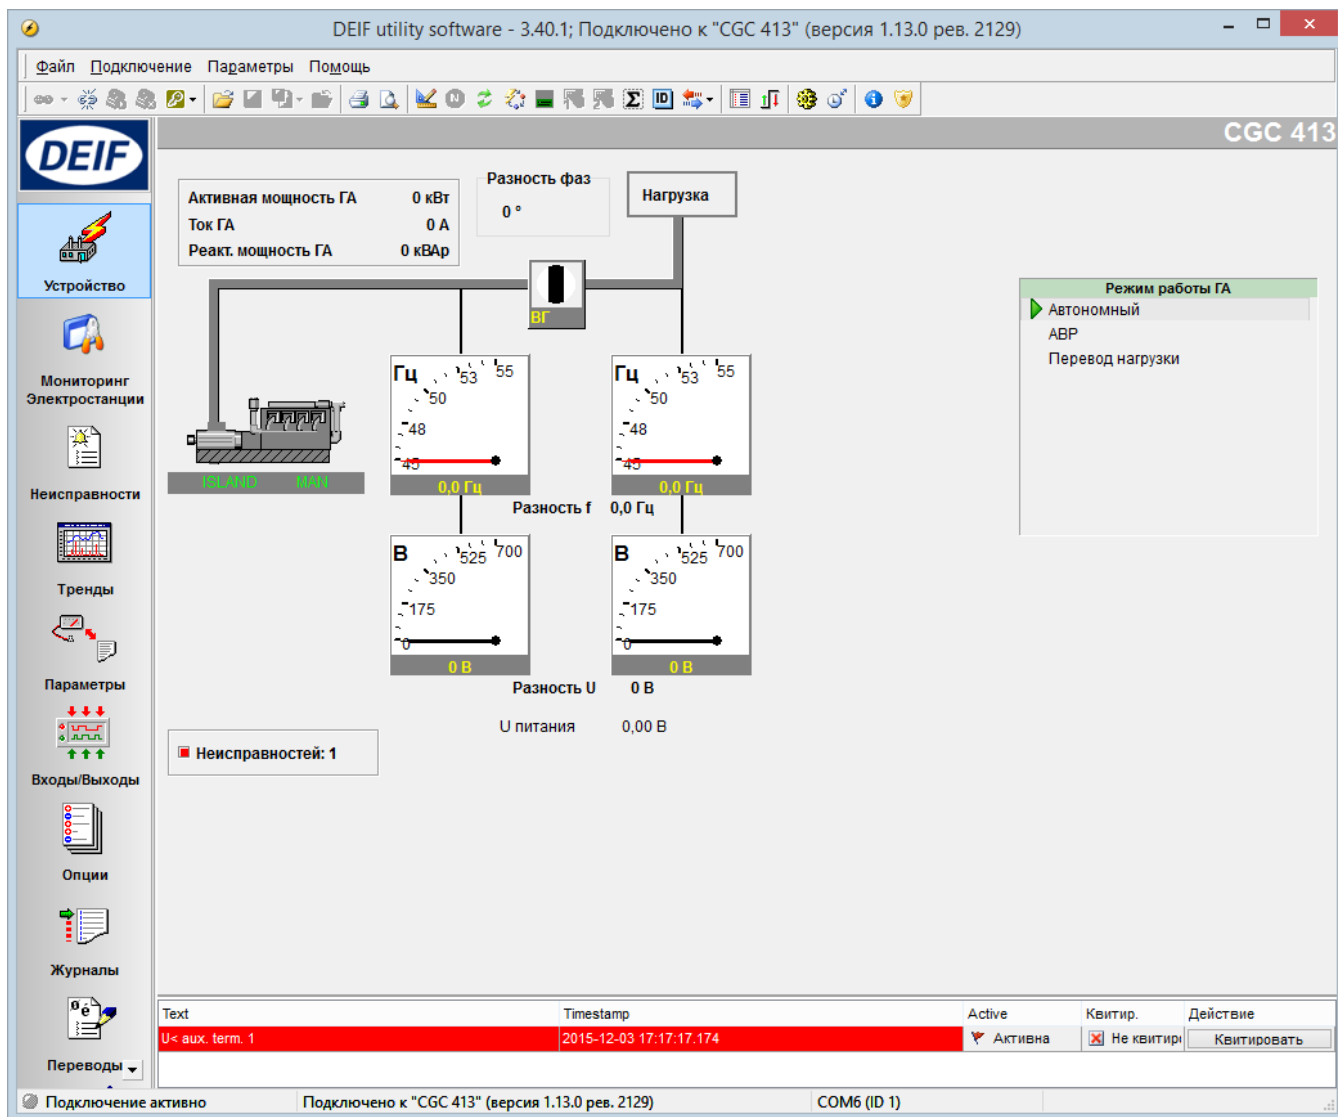 DEIF utility software - 3.40.1; Подключено к "CGC 413" (версия 1.13.0 рев. 2129)
Файл Подключение Параметры Помощь
DEIF
CGC 413
Устройство
Мониторинг
Электростанции
Неисправности
Тренды
Параметры
Входы/Выходы
Опции
Журналы
Переводы
Активная мощность ГА 0 кВт
Ток ГА 0 А
Реакт. мощность ГА 0 кВАр
Разность фаз
0 °
Нагрузка
ВГ
ISLAND MAN
Гц 45 48 50 53 55
0,0 Гц
Гц 45 48 50 53 55
0,0 Гц
Разность f 0,0 Гц
В 0 175 350 525 700
0 В
В 0 175 350 525 700
0 В
Разность U 0 В
U питания 0,00 В
Неисправностей: 1
Режим работы ГА
Автономный
АВР
Перевод нагрузки
Text Timestamp Active Квитир. Действие
U< aux. term. 1 2015-12-03 17:17:17.174 Активна Не квитир Квитировать
Подключение активно Подключено к "CGC 413" (версия 1.13.0 рев. 2129) COM6 (ID 1)